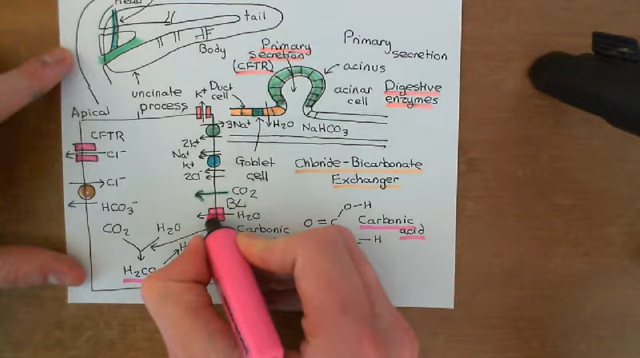 Head
tail
Body
uncinate
process
Primary
secretion
(CFTR)
Primary
secretion
acinus
acinar
cell
Digestive
enzymes
K+
Duct
cell
3Na+
H2O
NaHCO3
2K+
Na+
K+
2Cl-
Goblet
cell
Chloride-Bicarbonate
Exchanger
Apical
CFTR
Cl-
Cl-
HCO3-
CO2
BL
H2O
Carbonic
CO2
H2O
H2CO
H
O=C
O-H
-H
Carbonic
acid